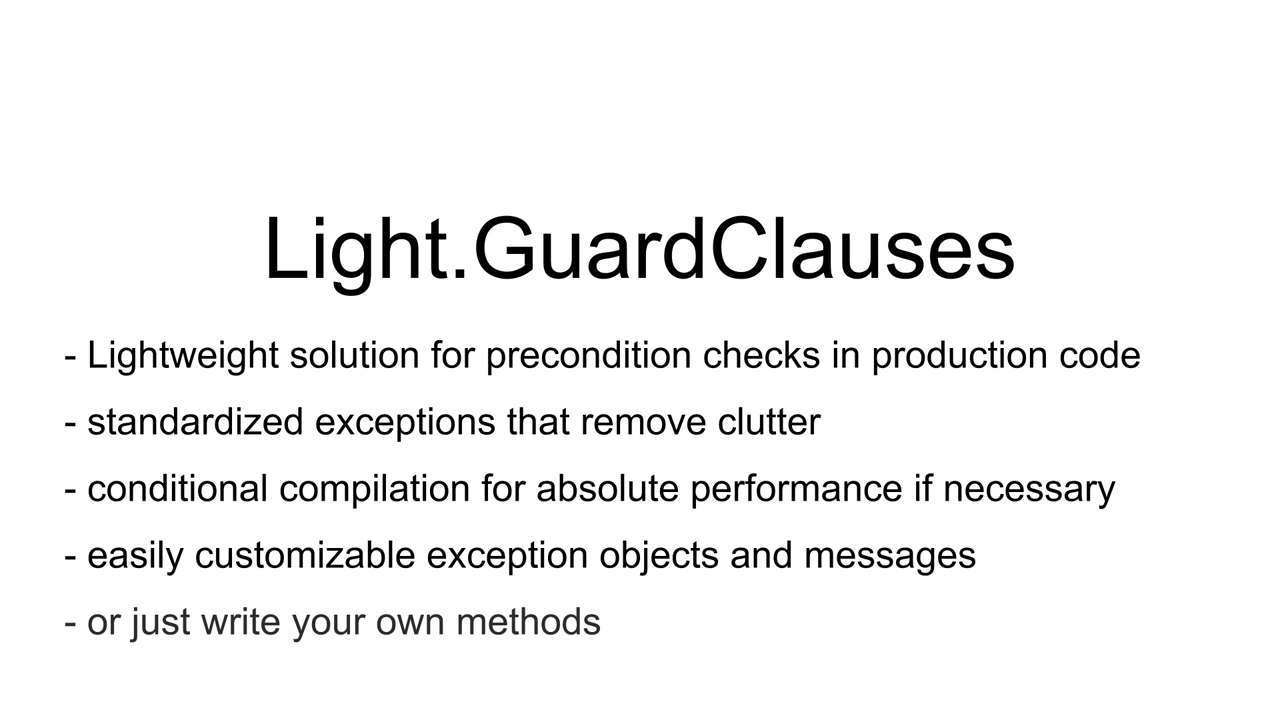 Light.GuardClauses
- Lightweight solution for precondition checks in production code
- standardized exceptions that remove clutter
- conditional compilation for absolute performance if necessary
- easily customizable exception objects and messages
- or just write your own methods